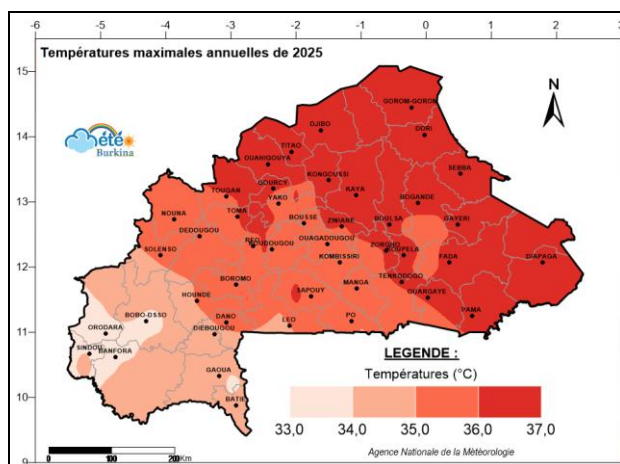 -6 -5 -4 -3 -2 -1 0 1 2 3
Températures maximales annuelles de 2025
15
14
13
12
11
10
9
N
été
Burkina
GOROM-GORON
DJIBO
DORI
TITAO
OUAHIGOUYA
SEBBA
KONGOUSSI
GOURCY
TOUGAN
KAYA
YAKO
BOGANDE
NOUNA
TOMA
BOUSSE
ZINIARE
BOULSA
GAYERI
DEDOUGOU
REO
KOUDOUGOU
OUAGADOUGOU
ZORGHO
KOUPELA
SOLENSO
KOMBISSIRI
FADA
DIAPAGA
TENKODOGO
BOROMO
MANGA
SAPOUY
OUARGAYE
HOUNDE
PAMA
BOBO-DSSO
DANO
LEO
PO
ORODARA
DIEBOUGOU
SINDOU
BANFORA
GAOUA
BATIE
LEGENDE :
Températures (°C)
33,0 34,0 35,0 36,0 37,0
0 100 200
Km
Agence Nationale de la Météorologie